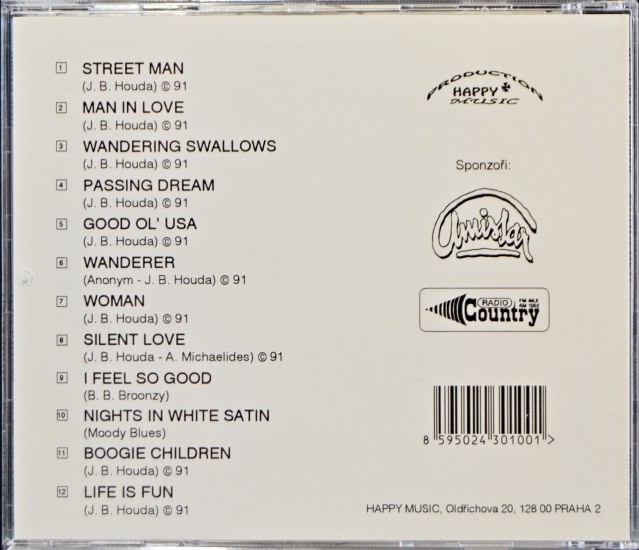 1 STREET MAN
(J. B. Houda) © 91
2 MAN IN LOVE
(J. B. Houda) © 91
3 WANDERING SWALLOWS
(J. B. Houda) © 91
4 PASSING DREAM
(J. B. Houda) © 91
5 GOOD OL' USA
(J. B. Houda) © 91
6 WANDERER
(Anonym - J. B. Houda) © 91
7 WOMAN
(J. B. Houda) © 91
8 SILENT LOVE
(J. B. Houda - A. Michaelides) © 91
9 I FEEL SO GOOD
(B. B. Broonzy)
10 NIGHTS IN WHITE SATIN
(Moody Blues)
11 BOOGIE CHILDREN
(J. B. Houda) © 91
12 LIFE IS FUN
(J. B. Houda) © 91
PRODUCTION
HAPPY
MUSIC
Sponzoři:
Amistar
RADIO
Country
8 595024 301001 >
HAPPY MUSIC, Oldřichova 20, 128 00 PRAHA 2